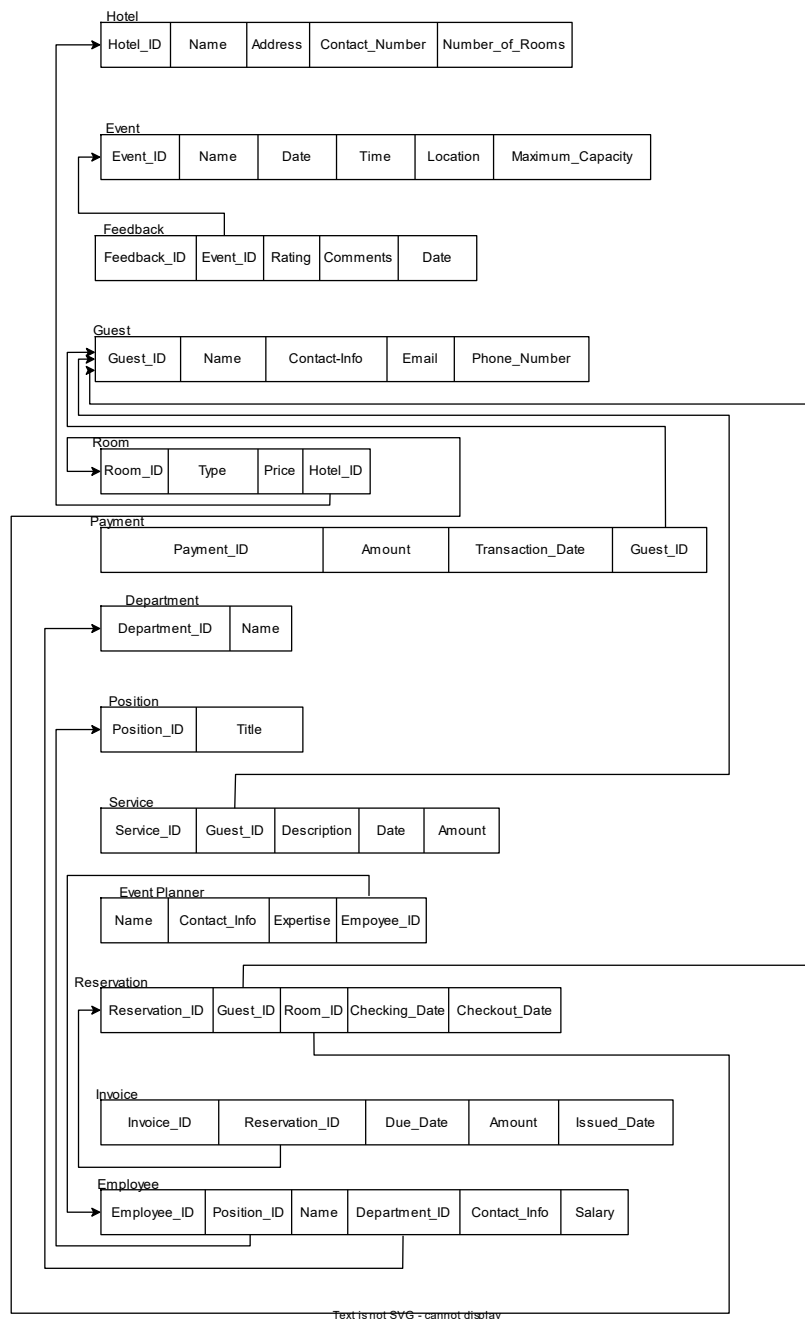 Hotel
Hotel_ID Name Address Contact_Number Number_of_Rooms
Event
Event_ID Name Date Time Location Maximum_Capacity
Feedback
Feedback_ID Event_ID Rating Comments Date
Guest
Guest_ID Name Contact-Info Email Phone_Number
Room
Room_ID Type Price Hotel_ID
Payment
Payment_ID Amount Transaction_Date Guest_ID
Department
Department_ID Name
Position
Position_ID Title
Service
Service_ID Guest_ID Description Date Amount
Event Planner
Name Contact_Info Expertise Empoyee_ID
Reservation
Reservation_ID Guest_ID Room_ID Checking_Date Checkout_Date
Invoice
Invoice_ID Reservation_ID Due_Date Amount Issued_Date
Employee
Employee_ID Position_ID Name Department_ID Contact_Info Salary
Text is not SVG - cannot display